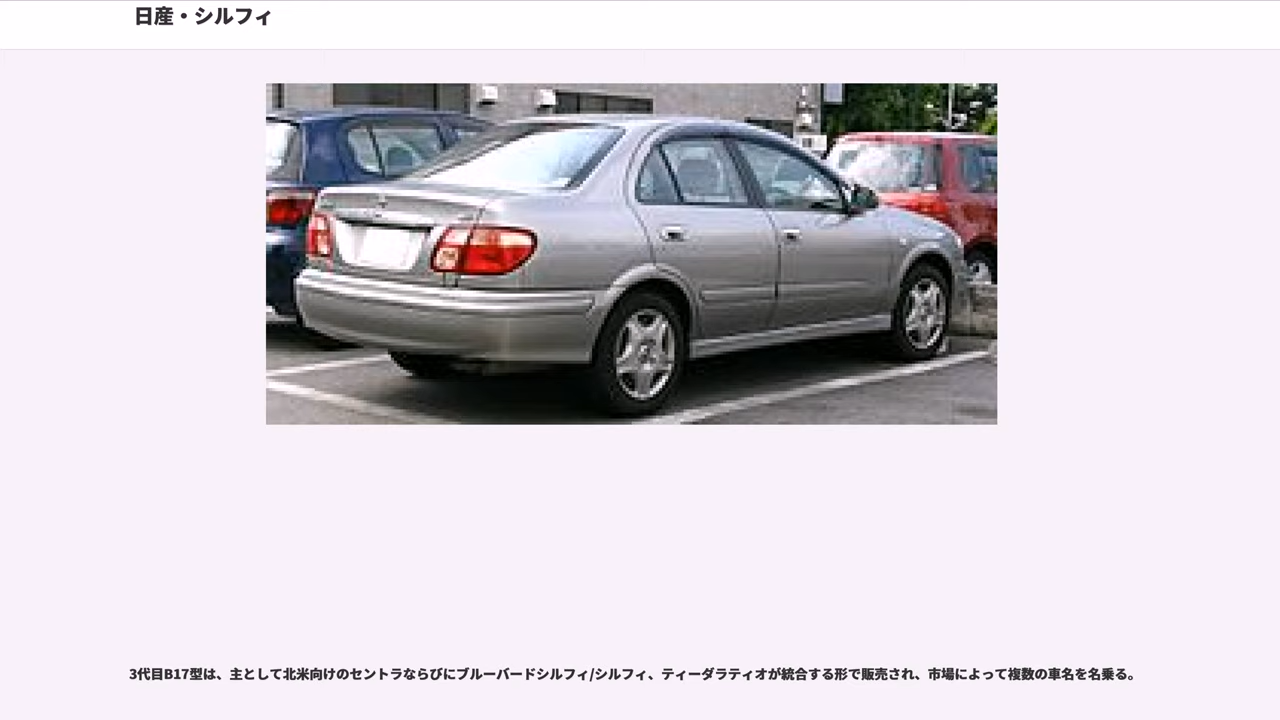 日産・シルフィ
3代目B17型は、主として北米向けのセントラならびにブルーバードシルフィ/シルフィ、ティーダラティオが統合する形で販売され、市場によって複数の車名を名乗る。